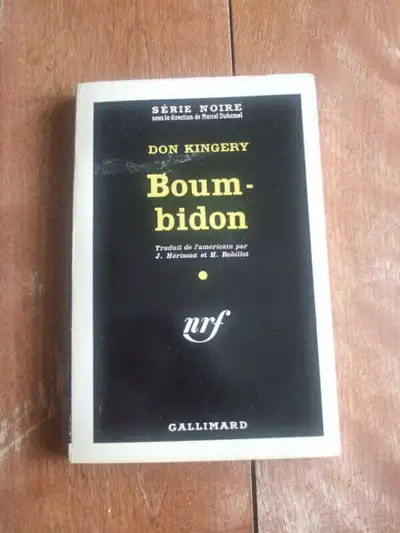 SÉRIE NOIRE
sous la direction de Marcel Duhamel
DON KINGERY
Boum-
bidon
Traduit de l'américain par
J. Hérisson et H. Robillot
nrf
GALLIMARD